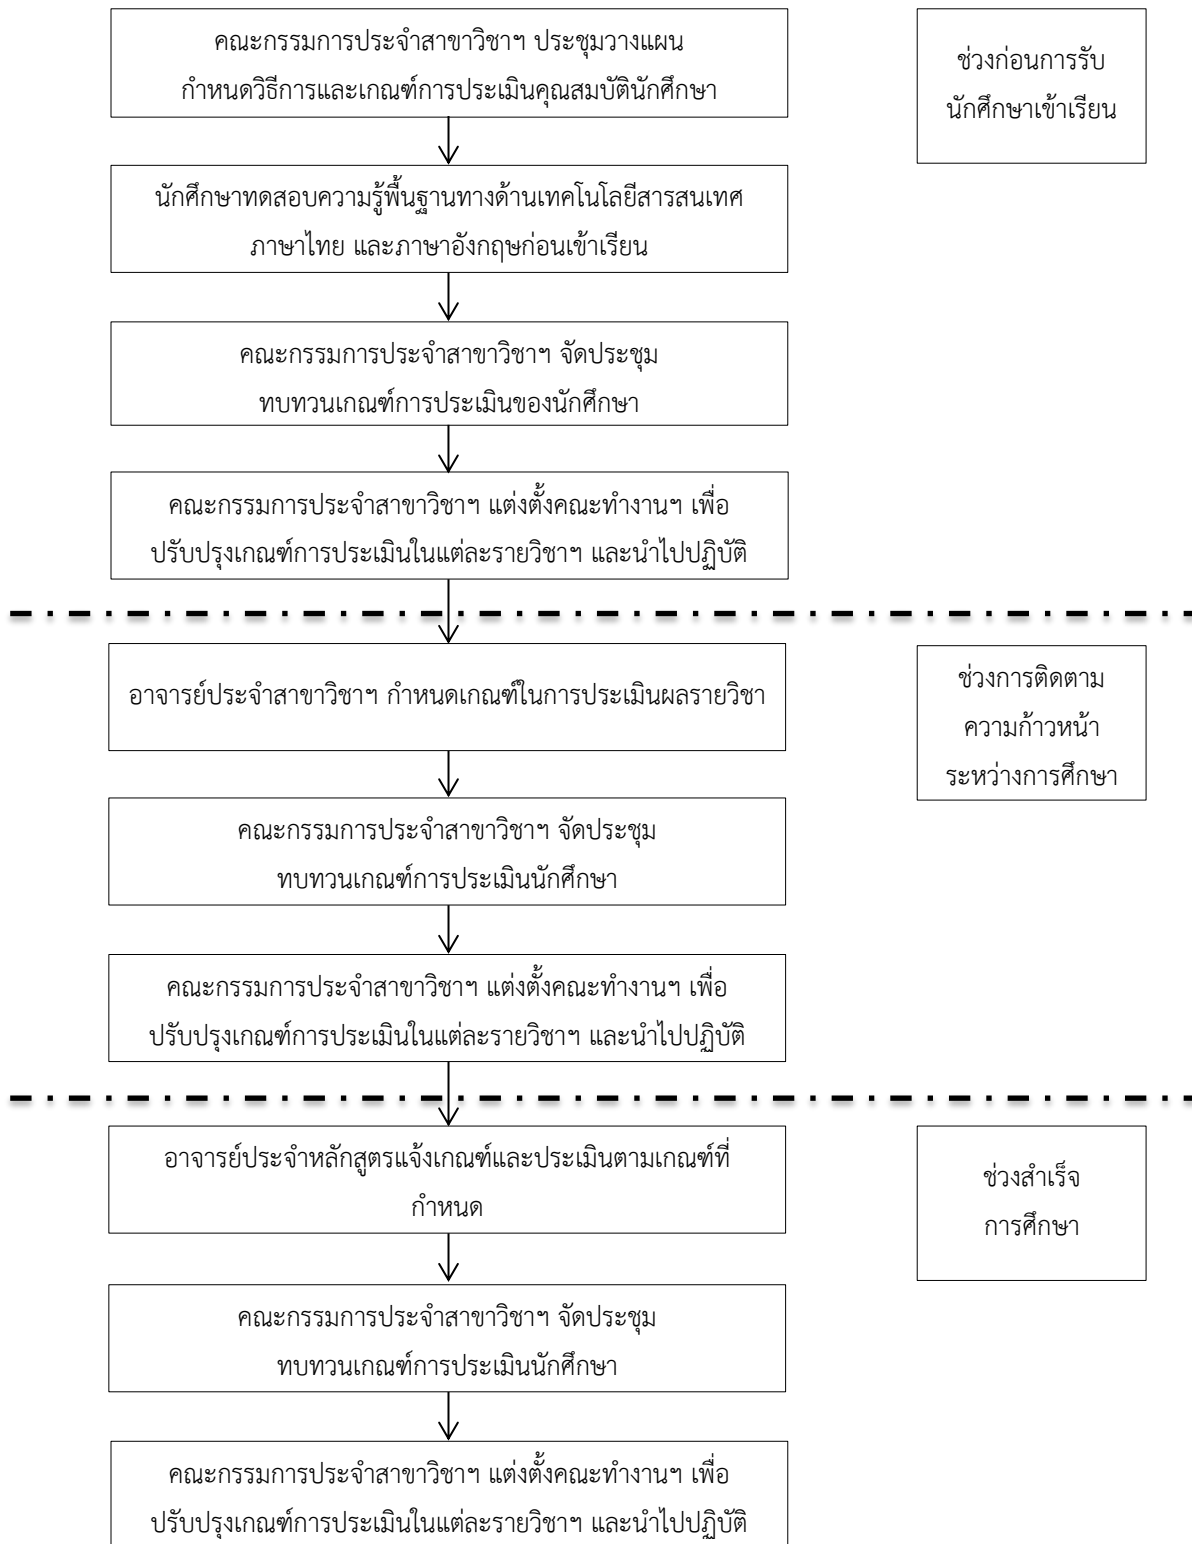 คณะกรรมการประจำสาขาวิชาฯ ประชุมวางแผน
กำหนดวิธีการและเกณฑ์การประเมินคุณสมบัตินักศึกษา
ช่วงก่อนการรับ
นักศึกษาเข้าเรียน
นักศึกษาทดสอบความรู้พื้นฐานทางด้านเทคโนโลยีสารสนเทศ
ภาษาไทย และภาษาอังกฤษก่อนเข้าเรียน
คณะกรรมการประจำสาขาวิชาฯ จัดประชุม
ทบทวนเกณฑ์การประเมินของนักศึกษา
คณะกรรมการประจำสาขาวิชาฯ แต่งตั้งคณะทำงานฯ เพื่อ
ปรับปรุงเกณฑ์การประเมินในแต่ละรายวิชาฯ และนำไปปฏิบัติ
อาจารย์ประจำสาขาวิชาฯ กำหนดเกณฑ์ในการประเมินผลรายวิชา
ช่วงการติดตาม
ความก้าวหน้า
ระหว่างการศึกษา
คณะกรรมการประจำสาขาวิชาฯ จัดประชุม
ทบทวนเกณฑ์การประเมินนักศึกษา
คณะกรรมการประจำสาขาวิชาฯ แต่งตั้งคณะทำงานฯ เพื่อ
ปรับปรุงเกณฑ์การประเมินในแต่ละรายวิชาฯ และนำไปปฏิบัติ
อาจารย์ประจำหลักสูตรแจ้งเกณฑ์และประเมินตามเกณฑ์ที่
กำหนด
ช่วงสำเร็จ
การศึกษา
คณะกรรมการประจำสาขาวิชาฯ จัดประชุม
ทบทวนเกณฑ์การประเมินนักศึกษา
คณะกรรมการประจำสาขาวิชาฯ แต่งตั้งคณะทำงานฯ เพื่อ
ปรับปรุงเกณฑ์การประเมินในแต่ละรายวิชาฯ และนำไปปฏิบัติ